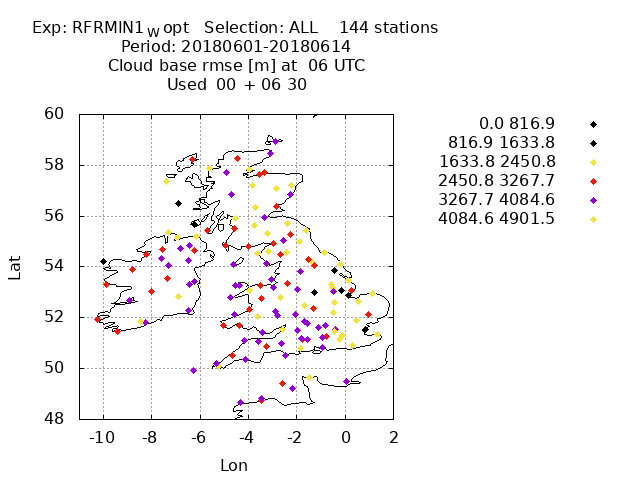 Exp: RFRMIN1 W opt Selection: ALL 144 stations
Period: 20180601-20180614
Cloud base rmse [m] at 06 UTC
Used 00 + 06 30
0.0 816.9
816.9 1633.8
1633.8 2450.8
2450.8 3267.7
3267.7 4084.6
4084.6 4901.5
60
58
56
54
52
50
48
Lat
-10 -8 -6 -4 -2 0 2
Lon